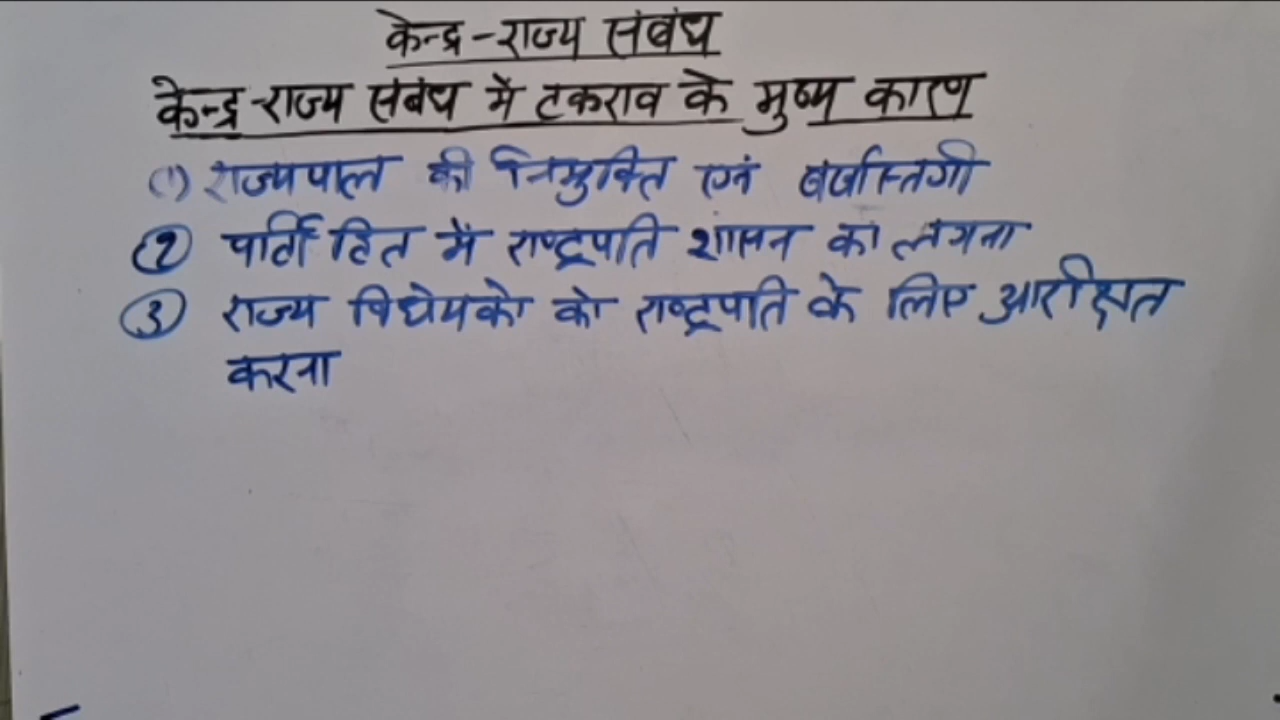 केन्द्र-राज्य संबंध
केन्द्र-राज्य संबंध में टकराव के मुख्य कारण
(1) राज्यपाल की नियुक्ति एवं बर्खास्तगी
(2) पार्टी हित में राष्ट्रपति शासन का लगना
(3) राज्य विधेयको को राष्ट्रपति के लिए आरक्षित
करना